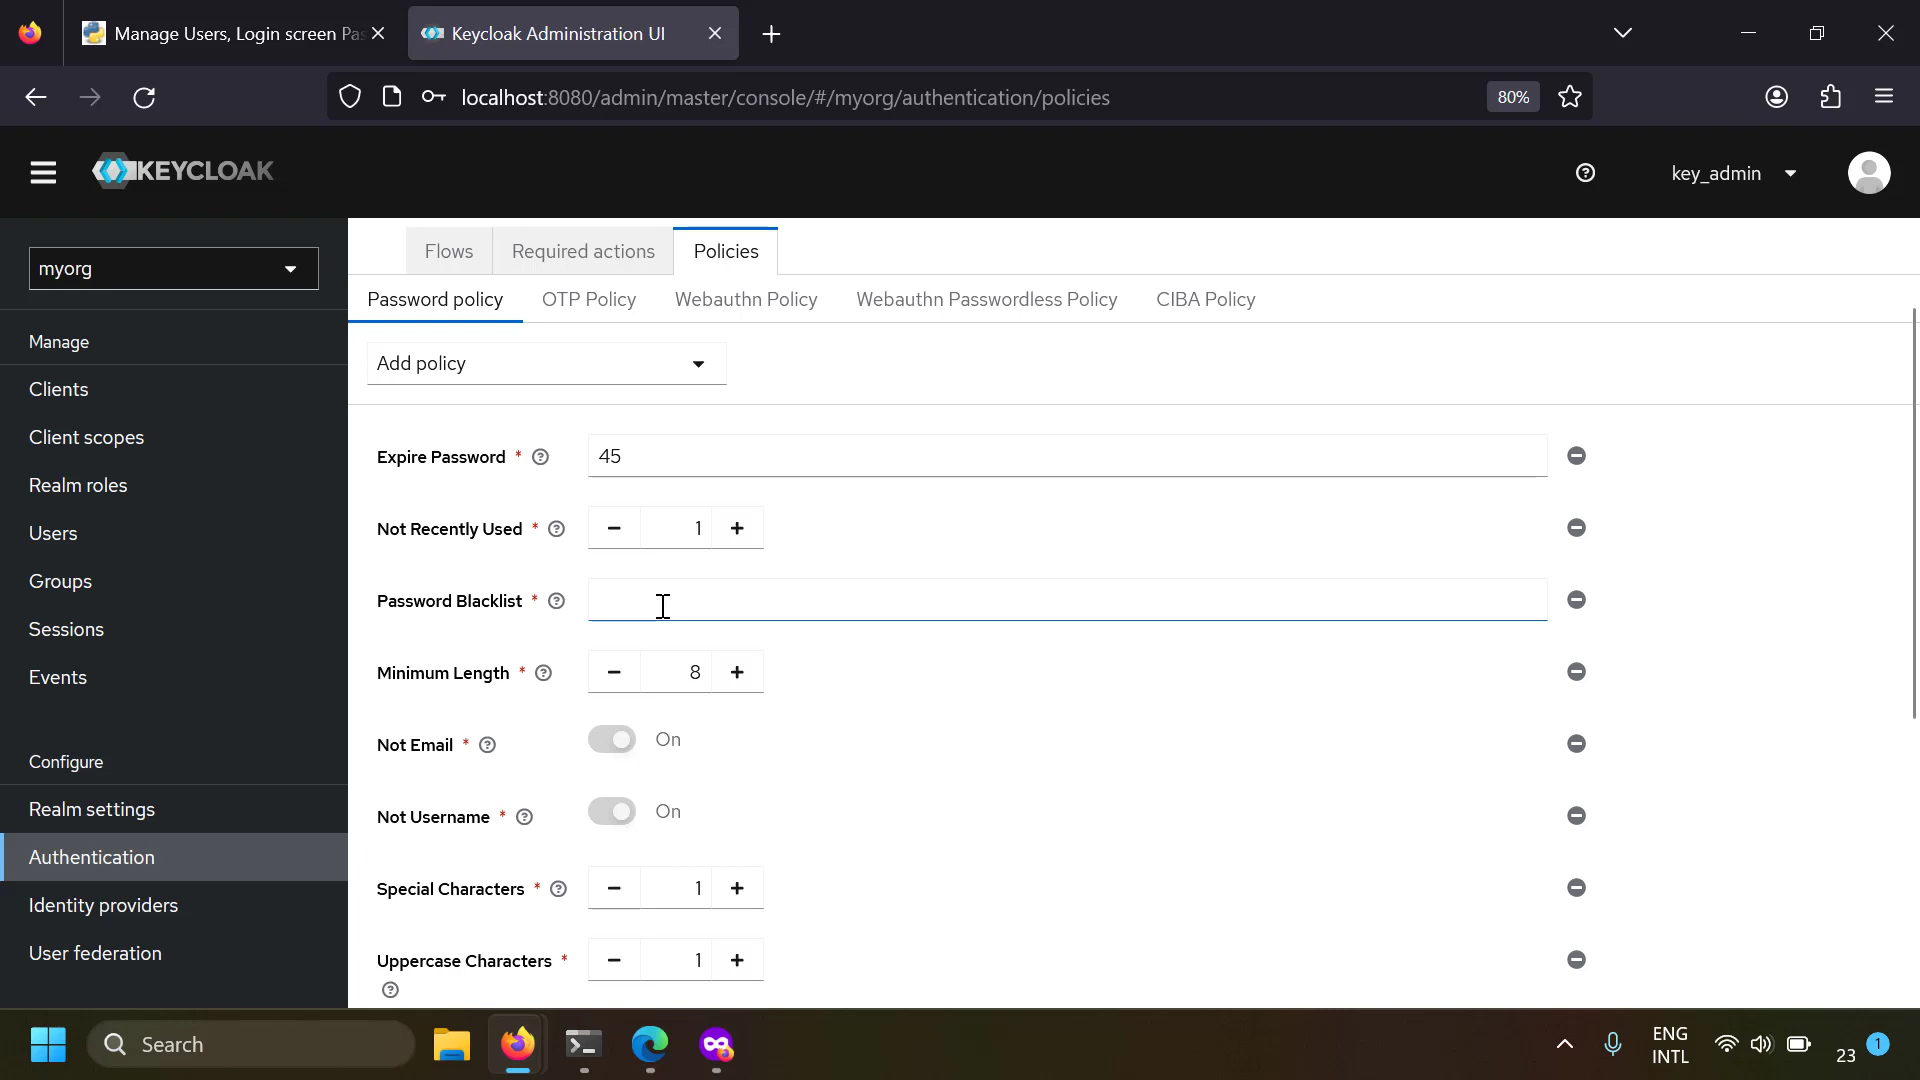 Manage Users, Login screen Pas
Keycloak Administration UI
localhost:8080/admin/master/console/#/myorg/authentication/policies
80%
KEYCLOAK
key_admin
myorg
Manage
Clients
Client scopes
Realm roles
Users
Groups
Sessions
Events
Configure
Realm settings
Authentication
Identity providers
User federation
Flows
Required actions
Policies
Password policy
OTP Policy
Webauthn Policy
Webauthn Passwordless Policy
CIBA Policy
Add policy
Expire Password *
45
Not Recently Used *
1
Password Blacklist *
Minimum Length *
8
Not Email *
On
Not Username *
On
Special Characters *
1
Uppercase Characters *
1
Search
ENG
INTL
23
1